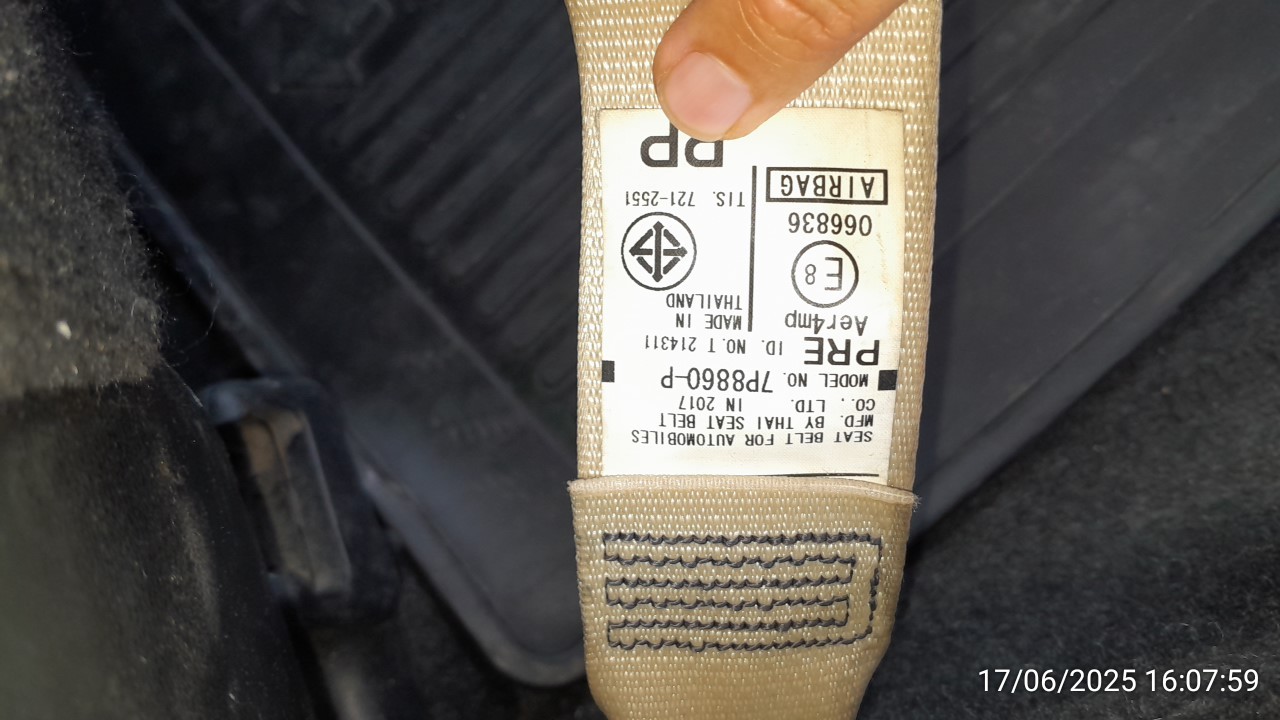 SEAT BELT FOR AUTOMOBILES
MFD. BY THAI SEAT BELT
CO., LTD. IN 2017
MODEL NO. 7P8860-P
PRE ID. NO.T 214311
Aer4mp
E8
066836
AIRBAG
MADE IN
THAILAND
TIS. 721-2551
17/06/2025 16:07:59